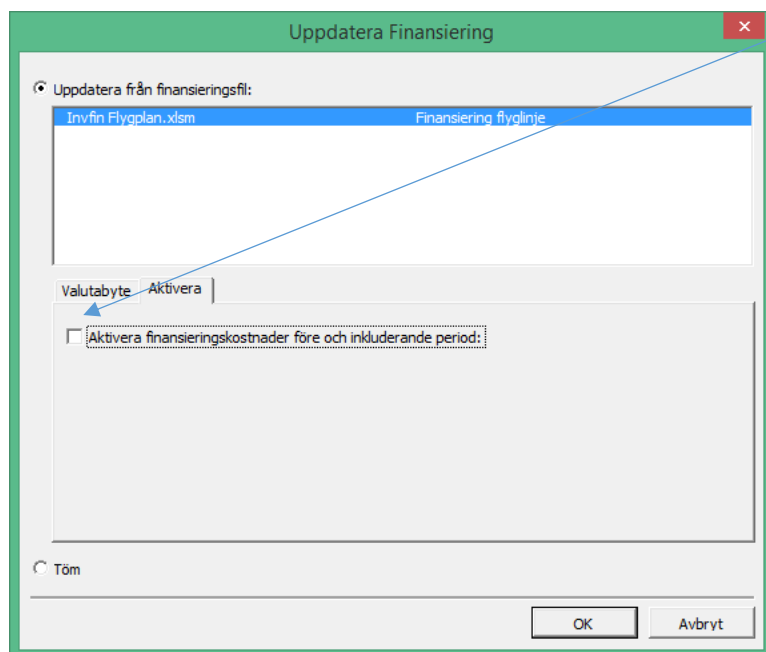 Uppdatera Finansiering
Uppdatera från finansieringsfil:
Invfin Flygplan.xlsm Finansiering flyglinje
Valutabyte Aktivera
Aktivera finansieringskostnader före och inkluderande period:
Töm
OK Avbryt